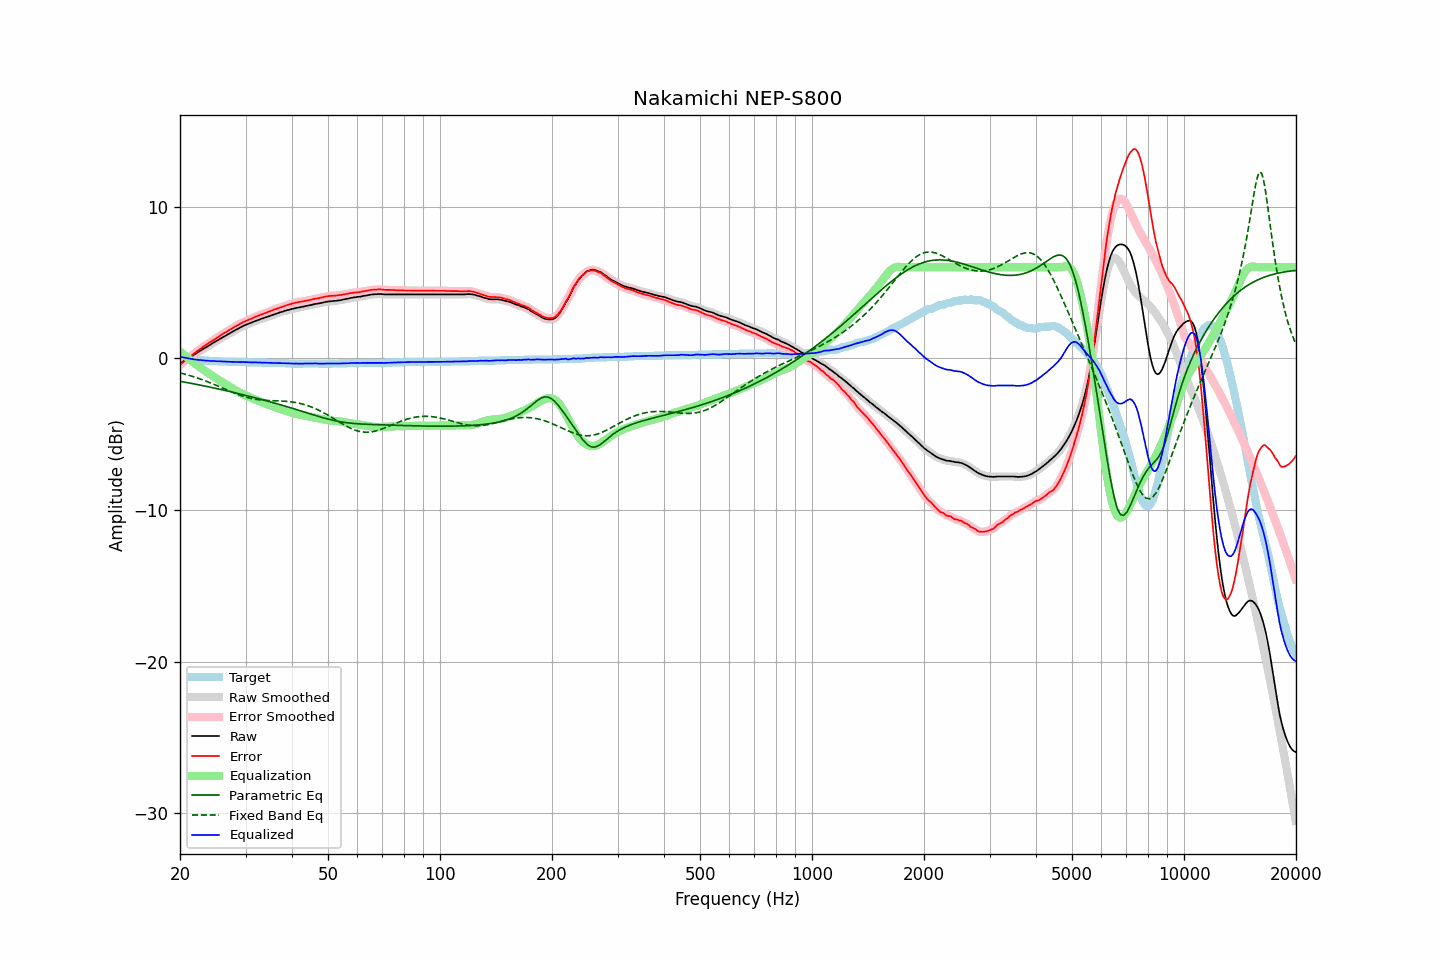 Nakamichi NEP-S800
Amplitude (dBr)
10
0
−10
−20
−30
Target
Raw Smoothed
Error Smoothed
Raw
Error
Equalization
Parametric Eq
Fixed Band Eq
Equalized
20 50 100 200 500 1000 2000 5000 10000 20000
Frequency (Hz)